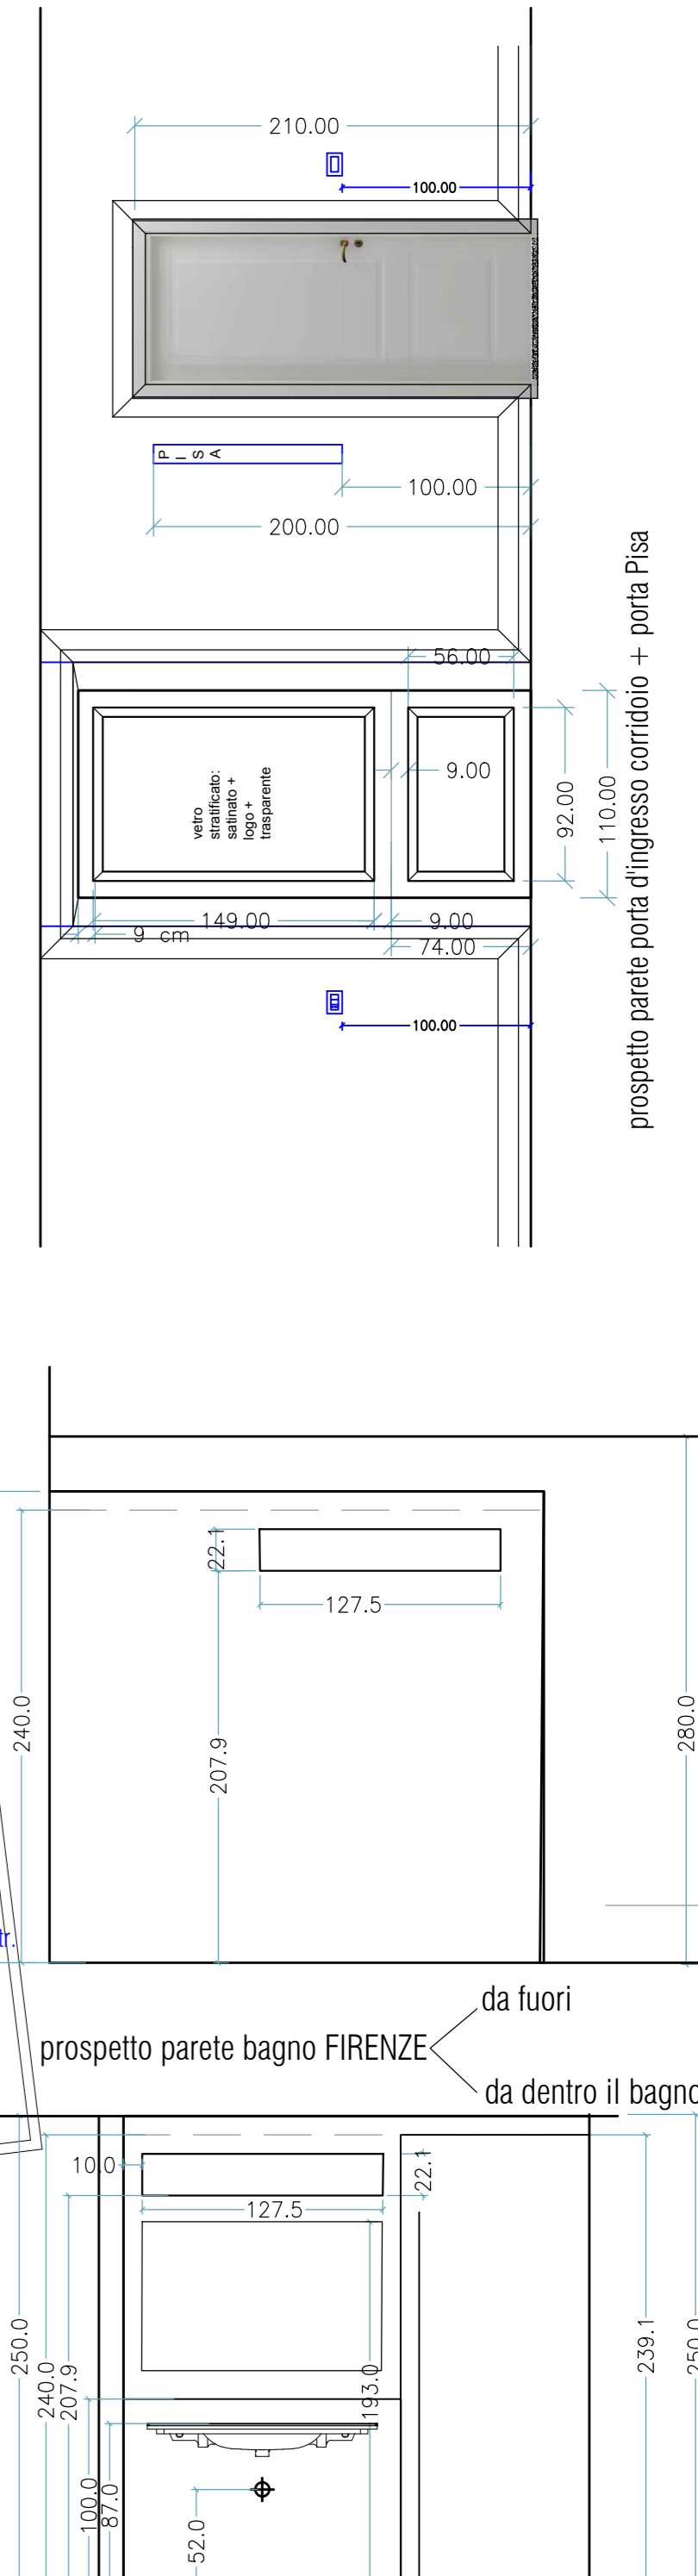 210.00
100.00
PISA
100.00
200.00
56.00
vetro
stratificato:
satinato +
logo +
trasparente
9.00
92.00
110.00
149.00
9.00
9 cm
74.00
100.00
prospetto parete porta d'ingresso corridoio + porta Pisa
22.1
127.5
240.0
207.9
280.0
tr.
da fuori
prospetto parete bagno FIRENZE
da dentro il bagno
10.0
22.1
127.5
250.0
240.0
207.9
193.0
239.1
250.0
100.0
87.0
52.0